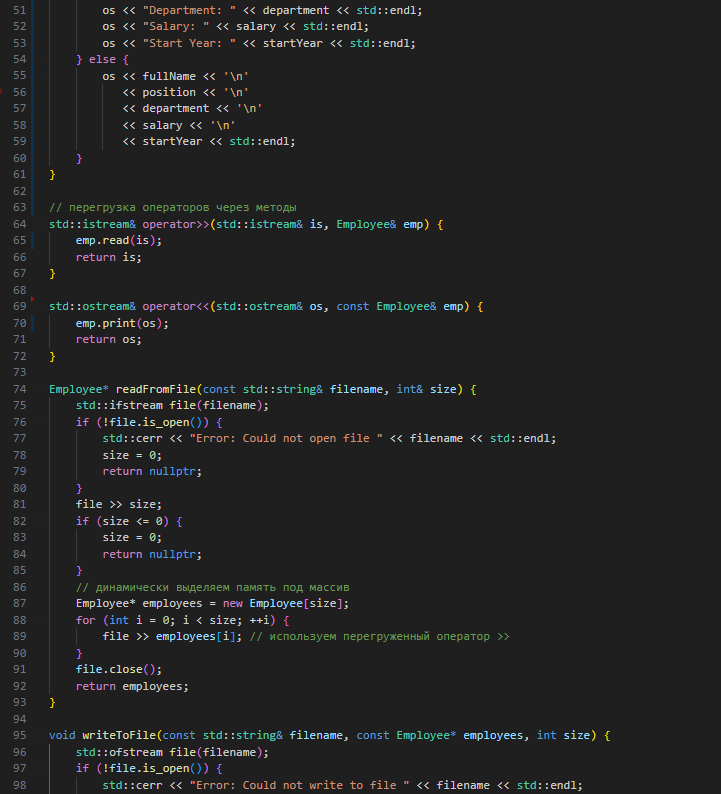 51 os << "Department: " << department << std::endl;
52 os << "Salary: " << salary << std::endl;
53 os << "Start Year: " << startYear << std::endl;
54 } else {
55 os << fullName << '\n'
56 << position << '\n'
57 << department << '\n'
58 << salary << '\n'
59 << startYear << std::endl;
60 }
61 }
62
63 // перегрузка операторов через методы
64 std::istream& operator>>(std::istream& is, Employee& emp) {
65 emp.read(is);
66 return is;
67 }
68
69 std::ostream& operator<<(std::ostream& os, const Employee& emp) {
70 emp.print(os);
71 return os;
72 }
73
74 Employee* readFromFile(const std::string& filename, int& size) {
75 std::ifstream file(filename);
76 if (!file.is_open()) {
77 std::cerr << "Error: Could not open file " << filename << std::endl;
78 size = 0;
79 return nullptr;
80 }
81 file >> size;
82 if (size <= 0) {
83 size = 0;
84 return nullptr;
85 }
86 // динамически выделяем память под массив
87 Employee* employees = new Employee[size];
88 for (int i = 0; i < size; ++i) {
89 file >> employees[i]; // используем перегруженный оператор >>
90 }
91 file.close();
92 return employees;
93 }
94
95 void writeToFile(const std::string& filename, const Employee* employees, int size) {
96 std::ofstream file(filename);
97 if (!file.is_open()) {
98 std::cerr << "Error: Could not write to file " << filename << std::endl;